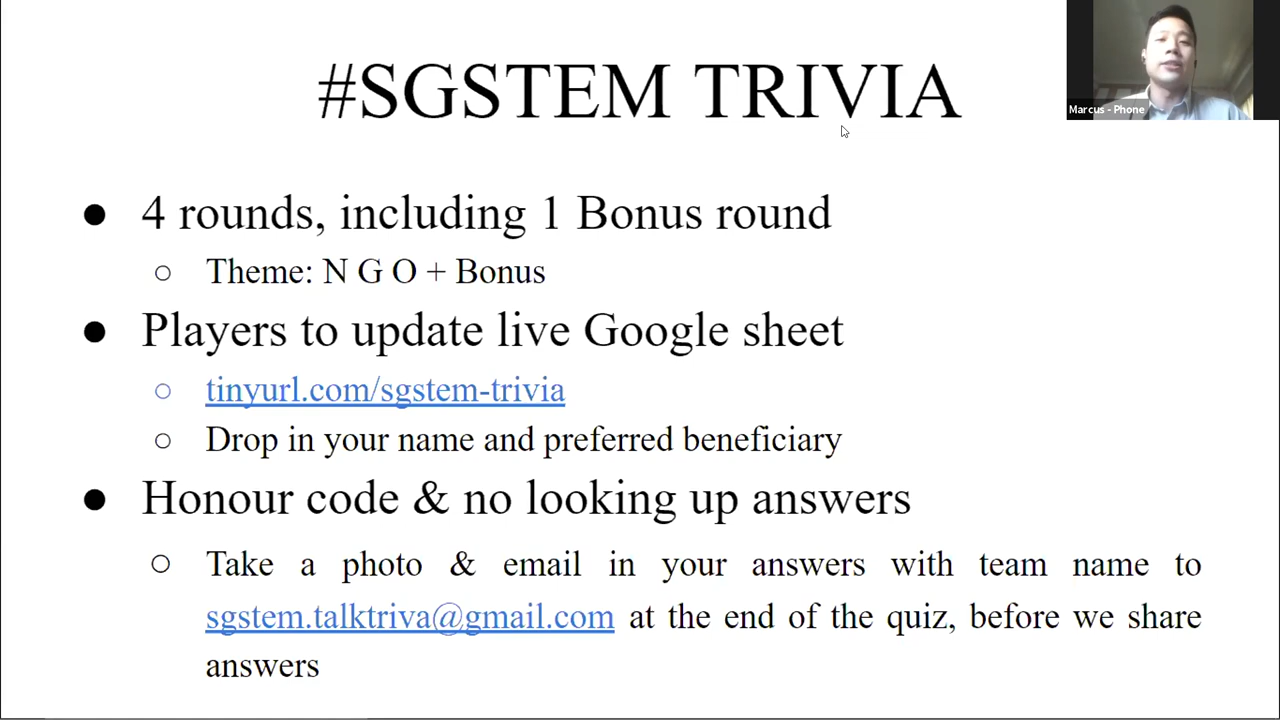 #SGSTEM TRIVIA
Marcus - Phone
● 4 rounds, including 1 Bonus round
○ Theme: N G O + Bonus
● Players to update live Google sheet
○ tinyurl.com/sgstem-trivia
○ Drop in your name and preferred beneficiary
● Honour code & no looking up answers
○ Take a photo & email in your answers with team name to
sgstem.talktriva@gmail.com at the end of the quiz, before we share
answers